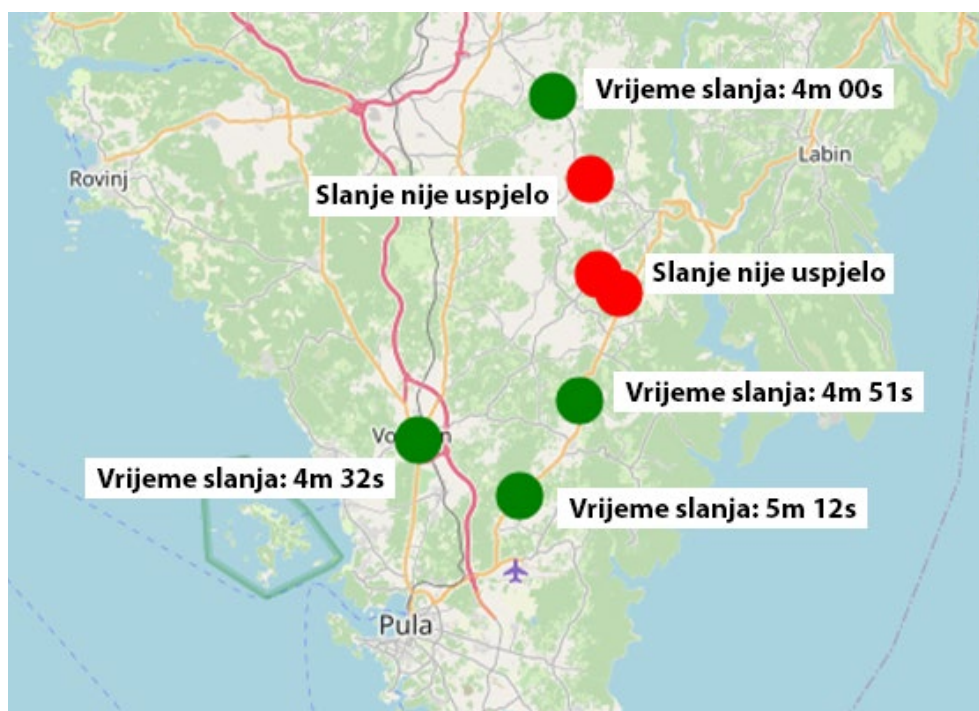 Vrijeme slanja: 4m 00s
Labin
Rovinj
Slanje nije uspjelo
Slanje nije uspjelo
Vrijeme slanja: 4m 51s
Vrijeme slanja: 4m 32s
Vrijeme slanja: 5m 12s
Pula